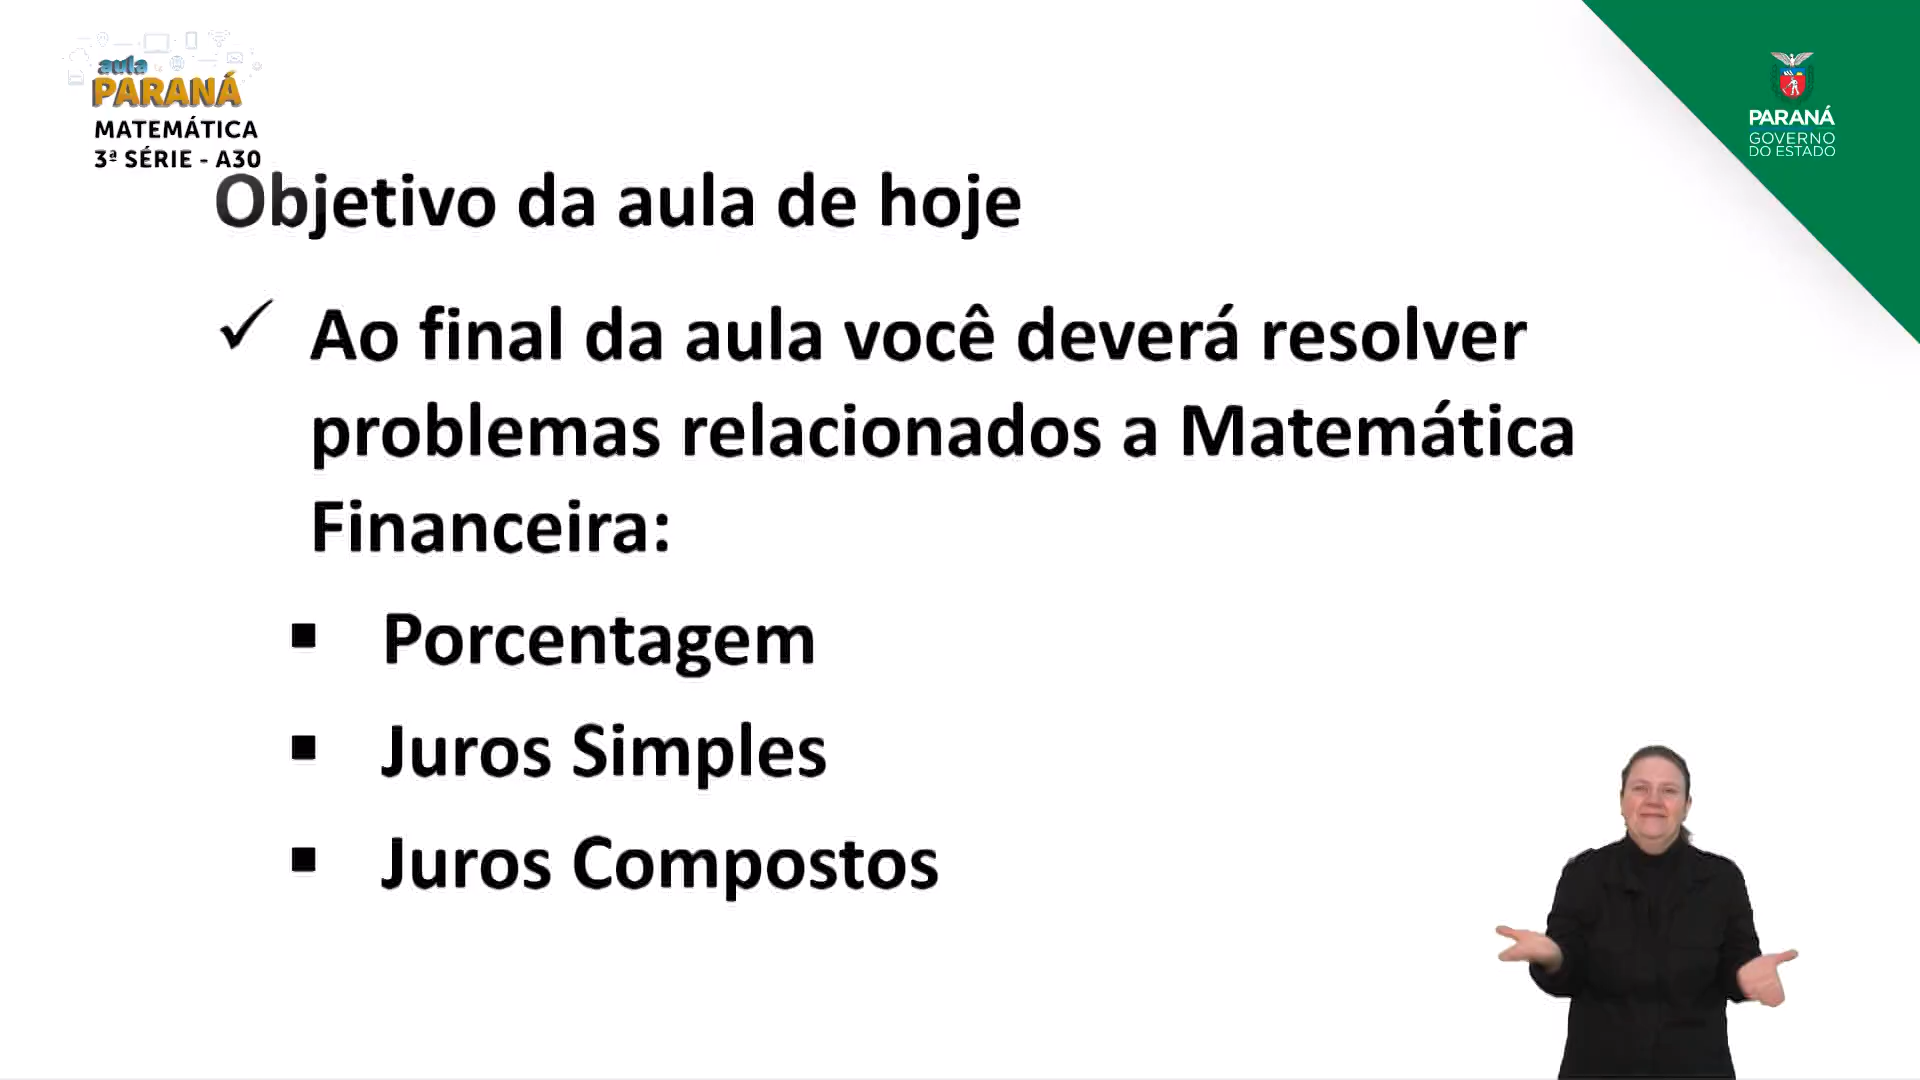 aula
PARANÁ
MATEMÁTICA
3ª SÉRIE - A30
PARANÁ
GOVERNO
DO ESTADO
Objetivo da aula de hoje
✓ Ao final da aula você deverá resolver
problemas relacionados a Matemática
Financeira:
▪ Porcentagem
▪ Juros Simples
▪ Juros Compostos